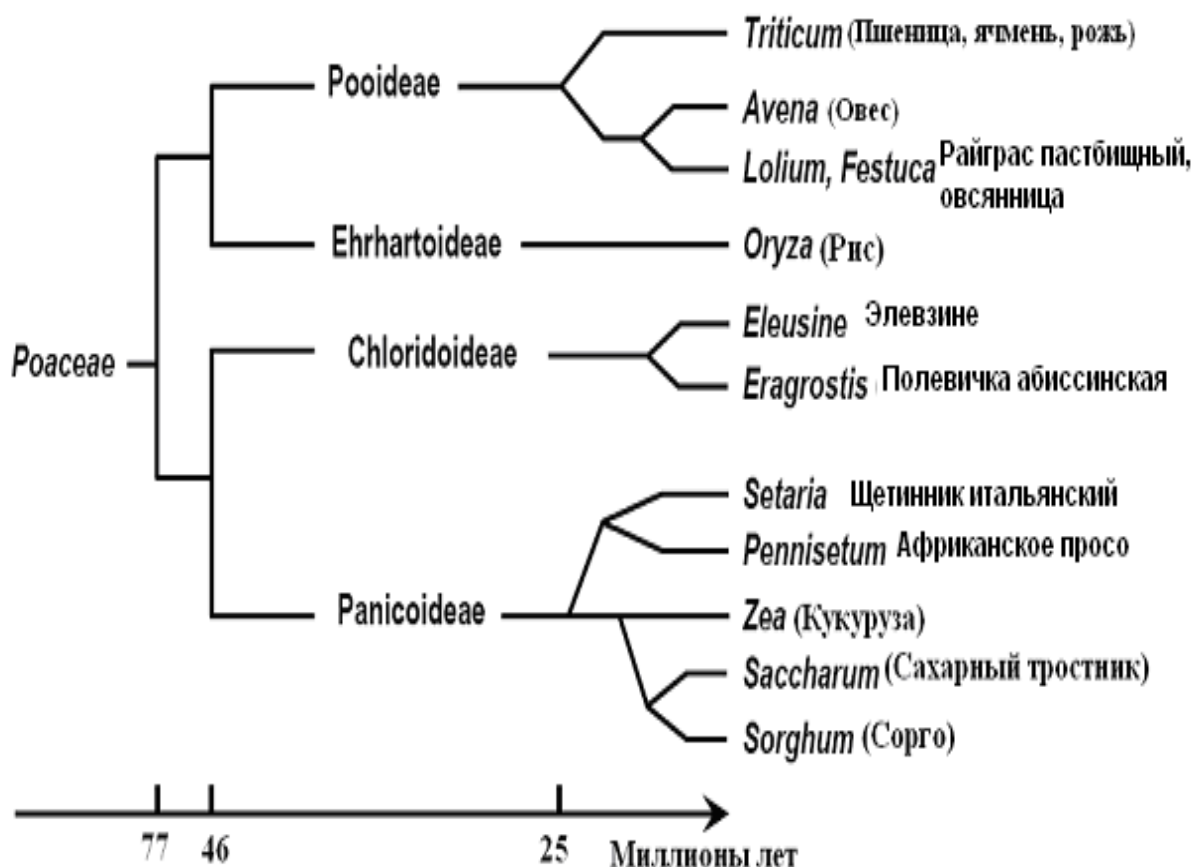 Triticum (Пшеница, ячмень, рожь)
Pooideae
Avena (Овес)
Lolium, Festuca Райграс пастбищный,
овсянница
Ehrhartoideae
Oryza (Рис)
Eleusine Элевзине
Chloridoideae
Poaceae
Eragrostis ( Полевичка абиссинская
Setaria Щетинник итальянский
Pennisetum Африканское просо
Panicoideae
Zea (Кукуруза)
Saccharum (Сахарный тростник)
Sorghum (Сорго)
77 46 25 Миллионы лет